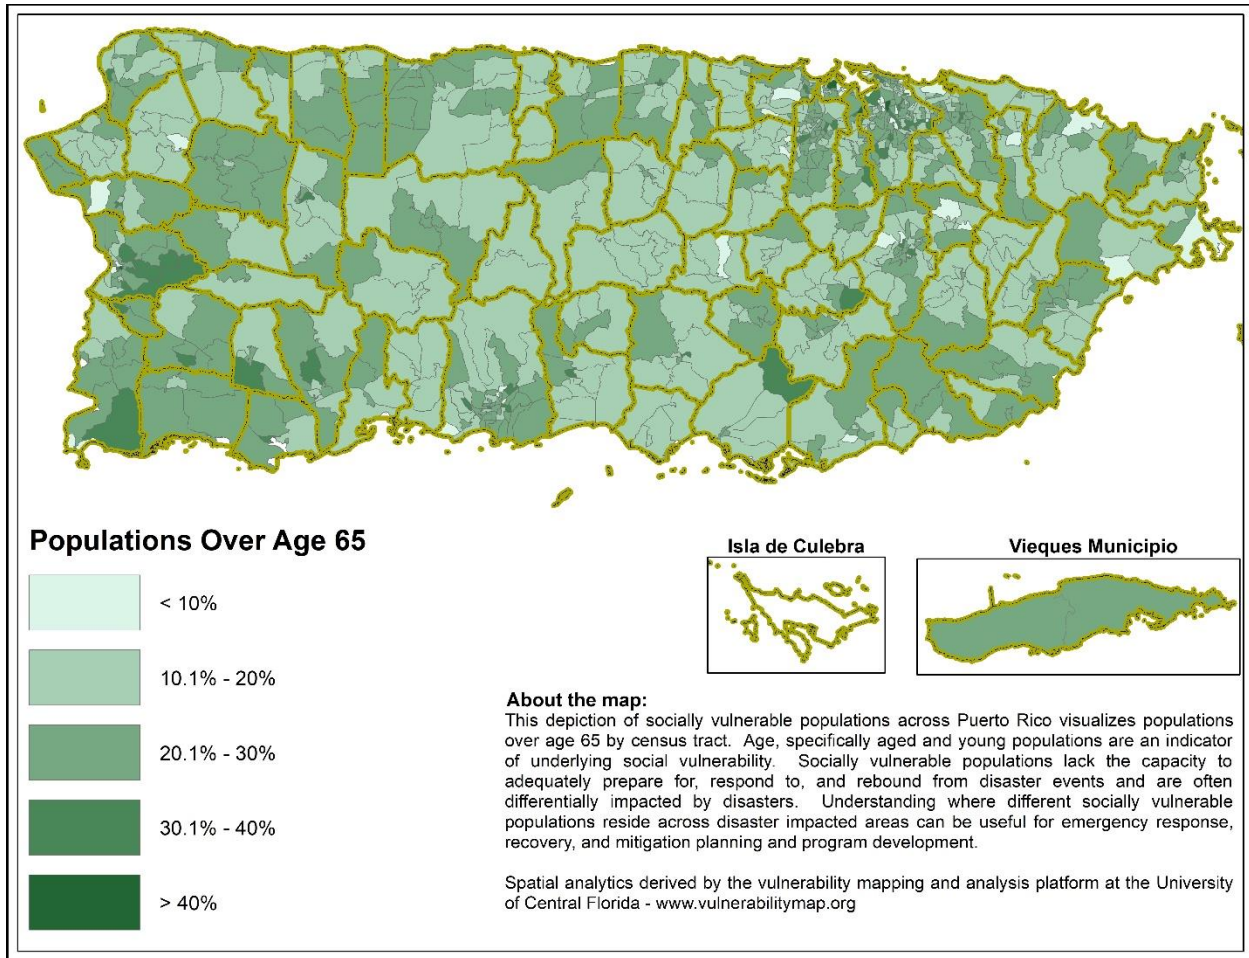 Populations Over Age 65
< 10%
10.1% - 20%
20.1% - 30%
30.1% - 40%
> 40%
Isla de Culebra
Vieques Municipio
About the map:
This depiction of socially vulnerable populations across Puerto Rico visualizes populations
over age 65 by census tract. Age, specifically aged and young populations are an indicator
of underlying social vulnerability. Socially vulnerable populations lack the capacity to
adequately prepare for, respond to, and rebound from disaster events and are often
differentially impacted by disasters. Understanding where different socially vulnerable
populations reside across disaster impacted areas can be useful for emergency response,
recovery, and mitigation planning and program development.
Spatial analytics derived by the vulnerability mapping and analysis platform at the University
of Central Florida - www.vulnerabilitymap.org